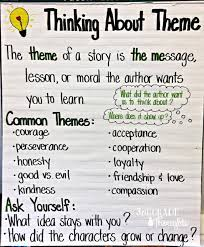 Thinking About Theme
The theme of a story is the message,
lesson, or moral the author wants
you to learn
What did the author want
us to think about?
Where does it show up?
Common Themes:
•courage
•perseverance
•honesty
•good vs. evil
•kindness
•acceptance
•cooperation
•loyalty
•friendship & love
•compassion
3rd GRADE
Thoughts
Ask Yourself:
•What idea stays with you?
•How did the characters grow or change?